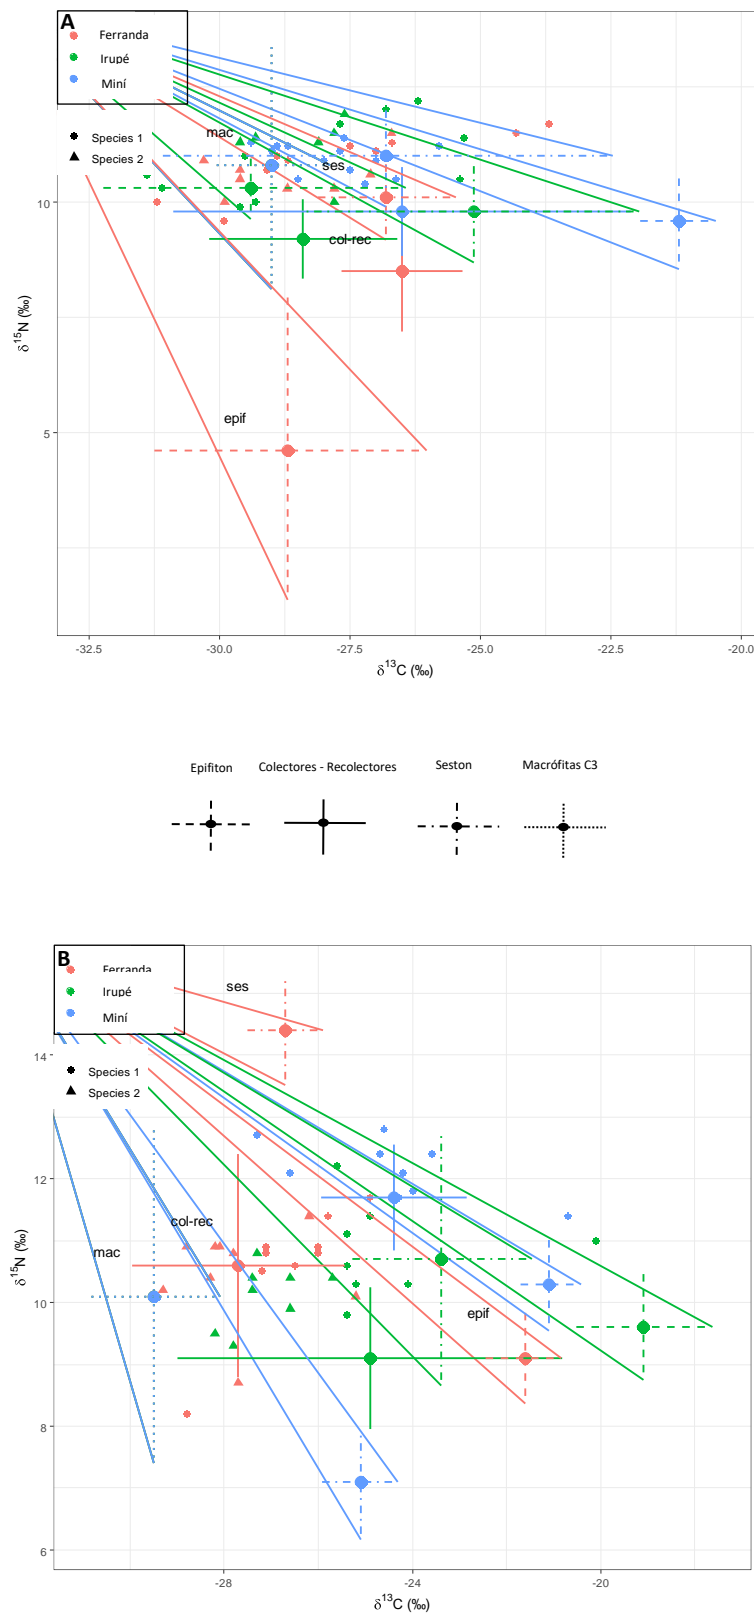 A
Ferranda
Irupé
Miní
Species 1
Species 2
mac
ses
col-rec
epif
10
5
δ15N (‰)
-32.5
-30.0
-27.5
-25.0
-22.5
-20.0
δ13C (‰)
Epifiton
Colectores - Recolectores
Seston
Macrófitas C3
B
Ferranda
Irupé
Miní
Species 1
Species 2
ses
col-rec
mac
epif
14
12
10
8
6
δ15N (‰)
-28
-24
-20
δ13C (‰)